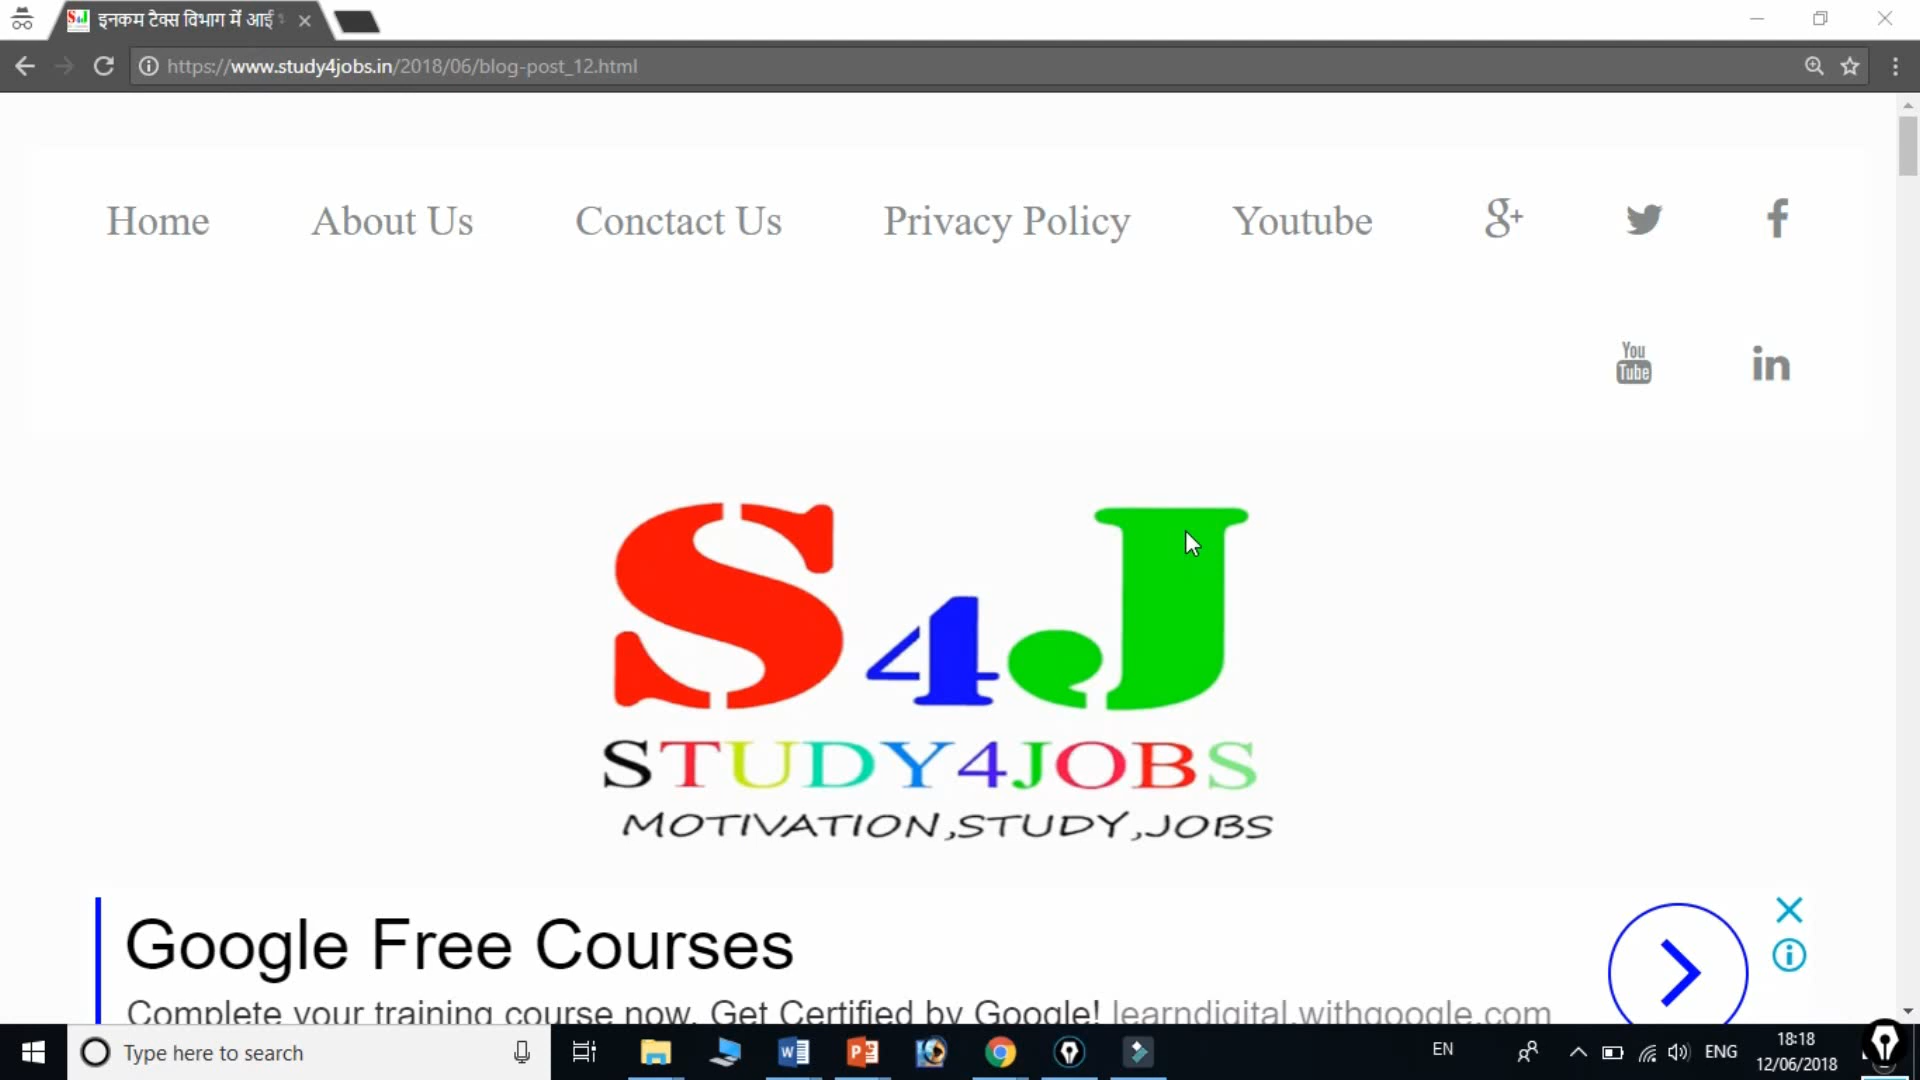 इनकम टैक्स विभाग में आई
https://www.study4jobs.in/2018/06/blog-post_12.html
Home About Us Conctact Us Privacy Policy Youtube g+
You
Tube
in
S4J
STUDY4JOBS
MOTIVATION,STUDY,JOBS
Google Free Courses
Complete your training course now. Get Certified by Google! learndigital.withgoogle.com
Type here to search
EN
ENG
18:18
12/06/2018